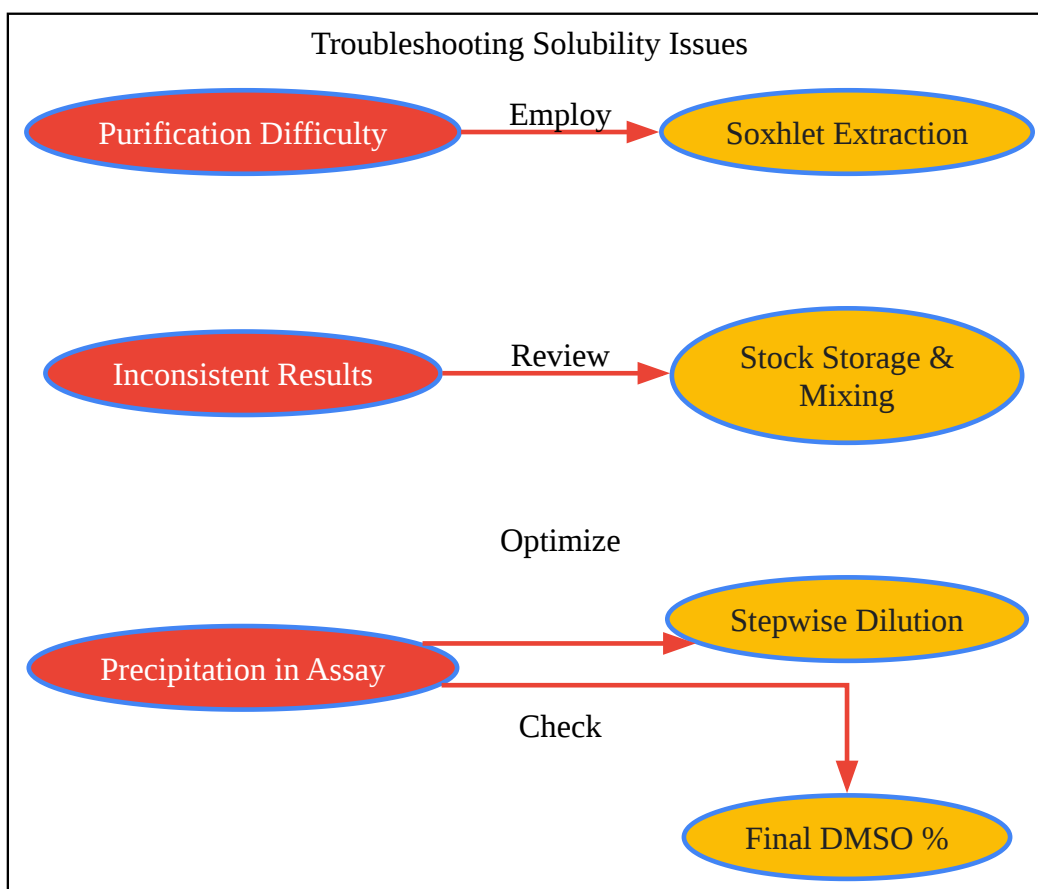 Troubleshooting Solubility Issues
Purification Difficulty
Employ
Soxhlet Extraction
Inconsistent Results
Review
Stock Storage &
Mixing
Optimize
Stepwise Dilution
Precipitation in Assay
Check
Final DMSO %